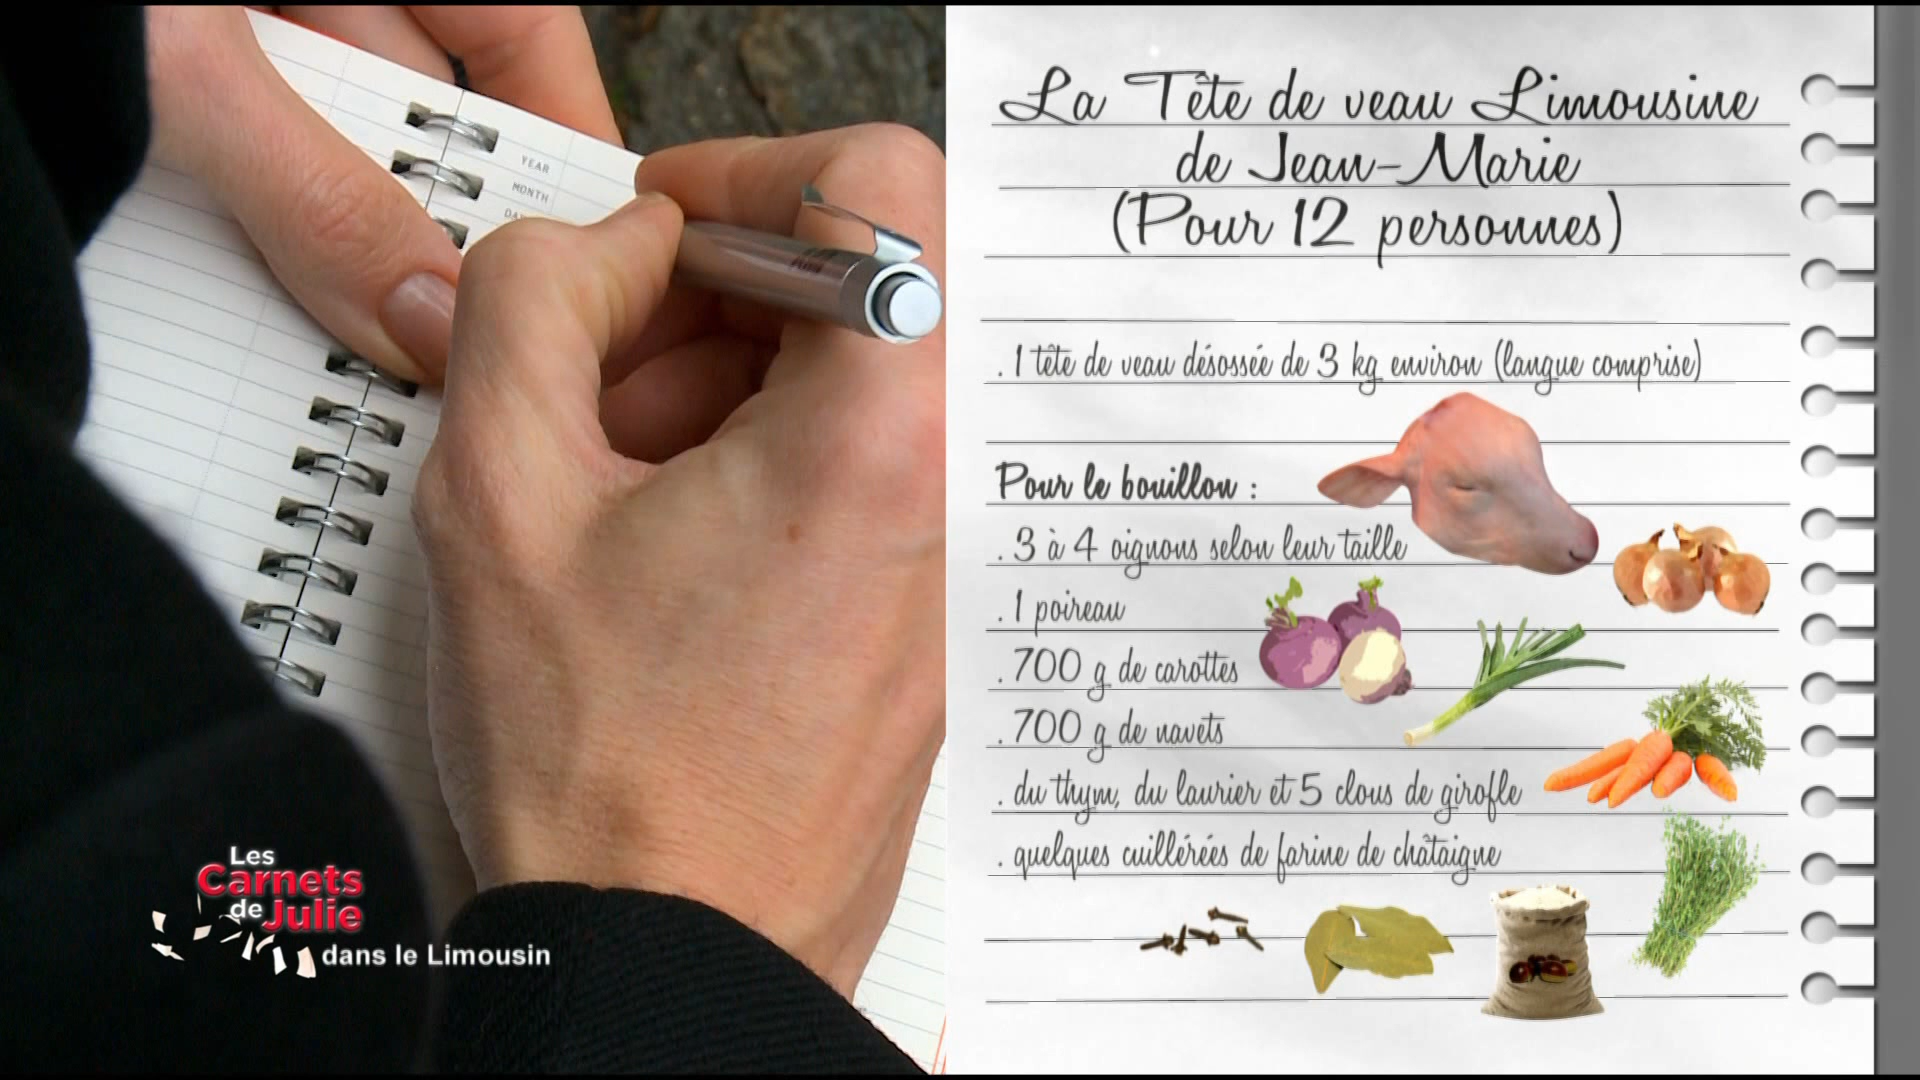 YEAR
MONTH
Les
Carnets
de Julie
dans le Limousin
La Tête de veau Limousine
de Jean-Marie
(Pour 12 personnes)
. 1 tête de veau désossée de 3 kg environ (langue comprise)
Pour le bouillon :
. 3 à 4 oignons selon leur taille
. 1 poireau
. 700 g de carottes
. 700 g de navets
. du thym, du laurier et 5 clous de girofle
. quelques cuillérées de farine de châtaigne